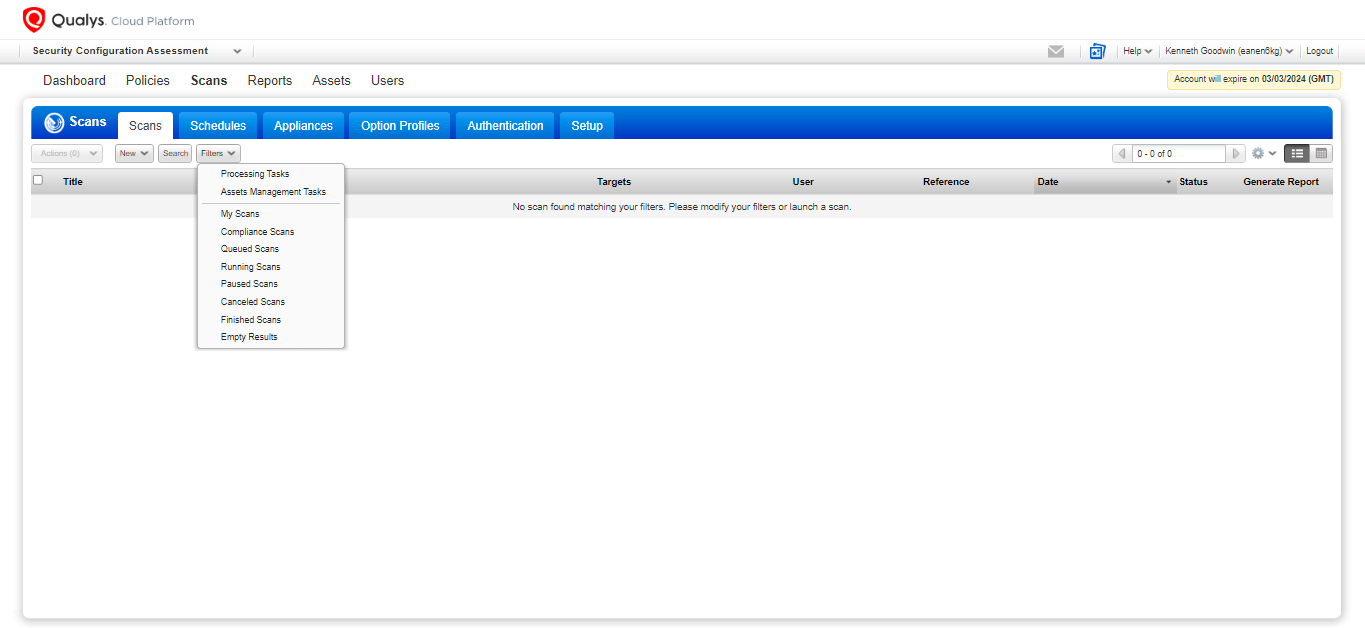 Qualys. Cloud Platform
Security Configuration Assessment
Help
Kenneth Goodwin (eanen6kg)
Logout
Dashboard
Policies
Scans
Reports
Assets
Users
Account will expire on 03/03/2024 (GMT)
Scans
Scans
Schedules
Appliances
Option Profiles
Authentication
Setup
Actions (0)
New
Search
Filters
0 - 0 of 0
Title
Targets
User
Reference
Date
Status
Generate Report
No scan found matching your filters. Please modify your filters or launch a scan.
Processing Tasks
Assets Management Tasks
My Scans
Compliance Scans
Queued Scans
Running Scans
Paused Scans
Canceled Scans
Finished Scans
Empty Results